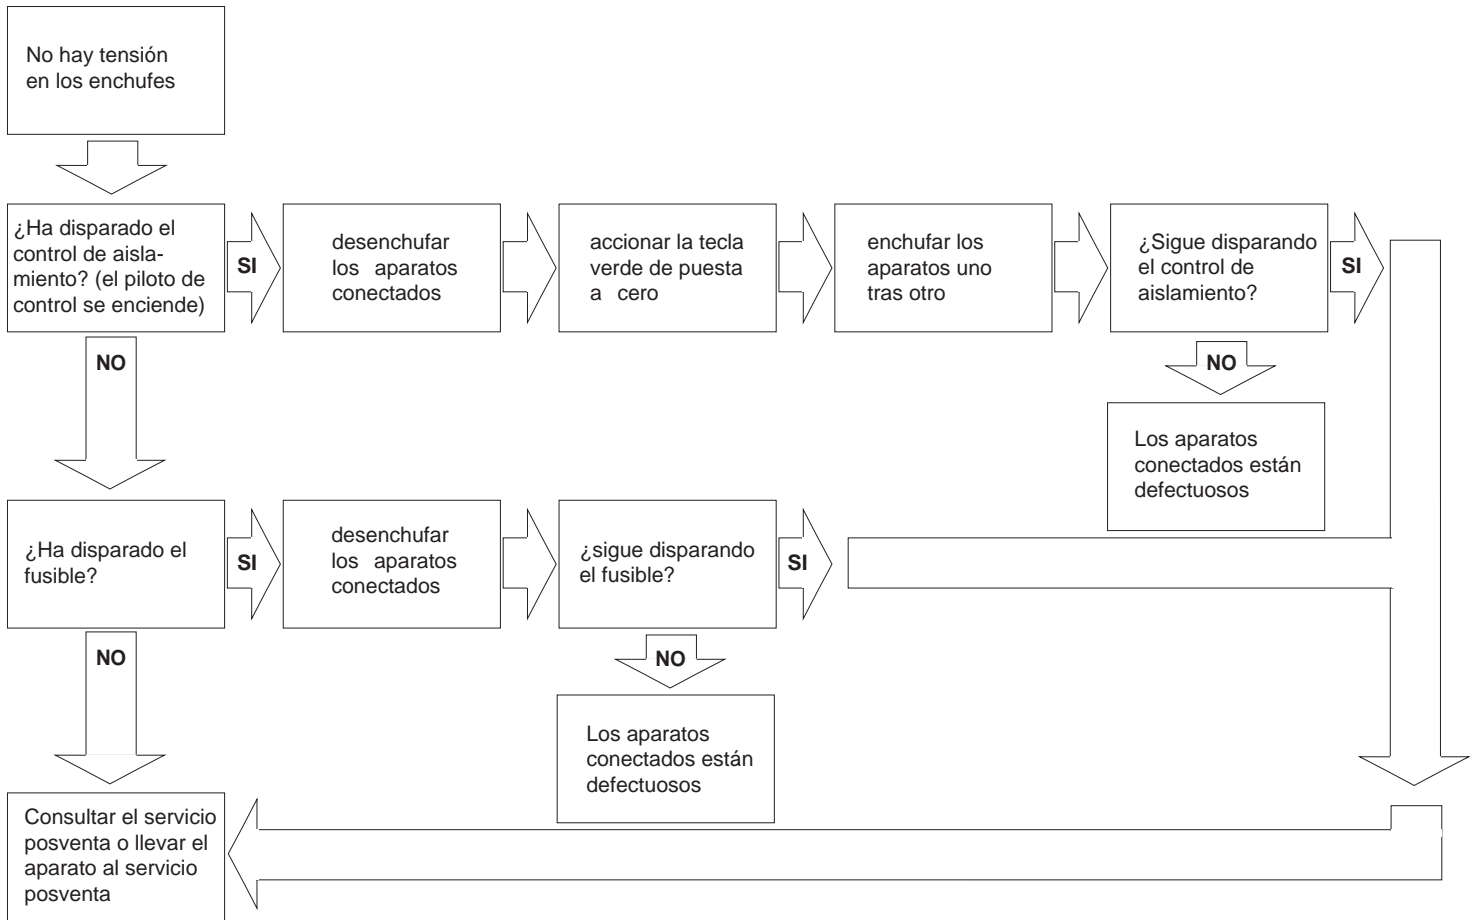 No hay tensión
en los enchufes
¿Ha disparado el
control de aisla-
miento? (el piloto de
control se enciende)
SI
desenchufar
los aparatos
conectados
accionar la tecla
verde de puesta
a cero
enchufar los
aparatos uno
tras otro
¿Sigue disparando
el control de
aislamiento?
SI
NO
NO
Los aparatos
conectados están
defectuosos
¿Ha disparado el
fusible?
SI
desenchufar
los aparatos
conectados
¿sigue disparando
el fusible?
SI
NO
NO
Los aparatos
conectados están
defectuosos
Consultar el servicio
posventa o llevar el
aparato al servicio
posventa